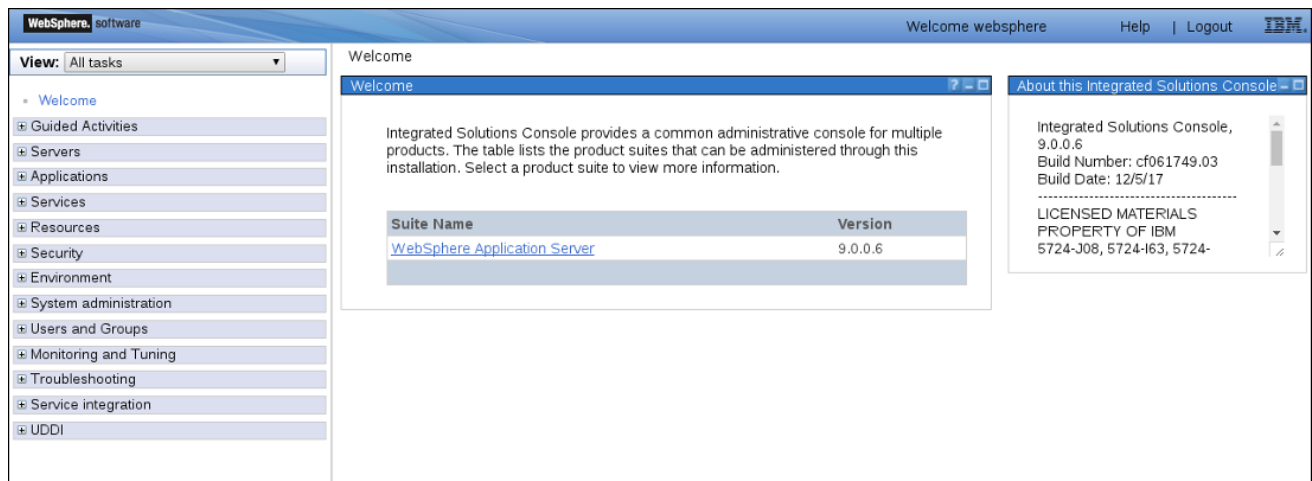 WebSphere. software
Welcome websphere Help | Logout IBM.
View: All tasks
Welcome
Guided Activities
Servers
Applications
Services
Resources
Security
Environment
System administration
Users and Groups
Monitoring and Tuning
Troubleshooting
Service integration
UDDI
Welcome
Welcome ?
Integrated Solutions Console provides a common administrative console for multiple
products. The table lists the product suites that can be administered through this
installation. Select a product suite to view more information.
Suite Name Version
WebSphere Application Server 9.0.0.6
About this Integrated Solutions Console
Integrated Solutions Console,
9.0.0.6
Build Number: cf061749.03
Build Date: 12/5/17
----------------------------------------
LICENSED MATERIALS
PROPERTY OF IBM
5724-J08, 5724-I63, 5724-